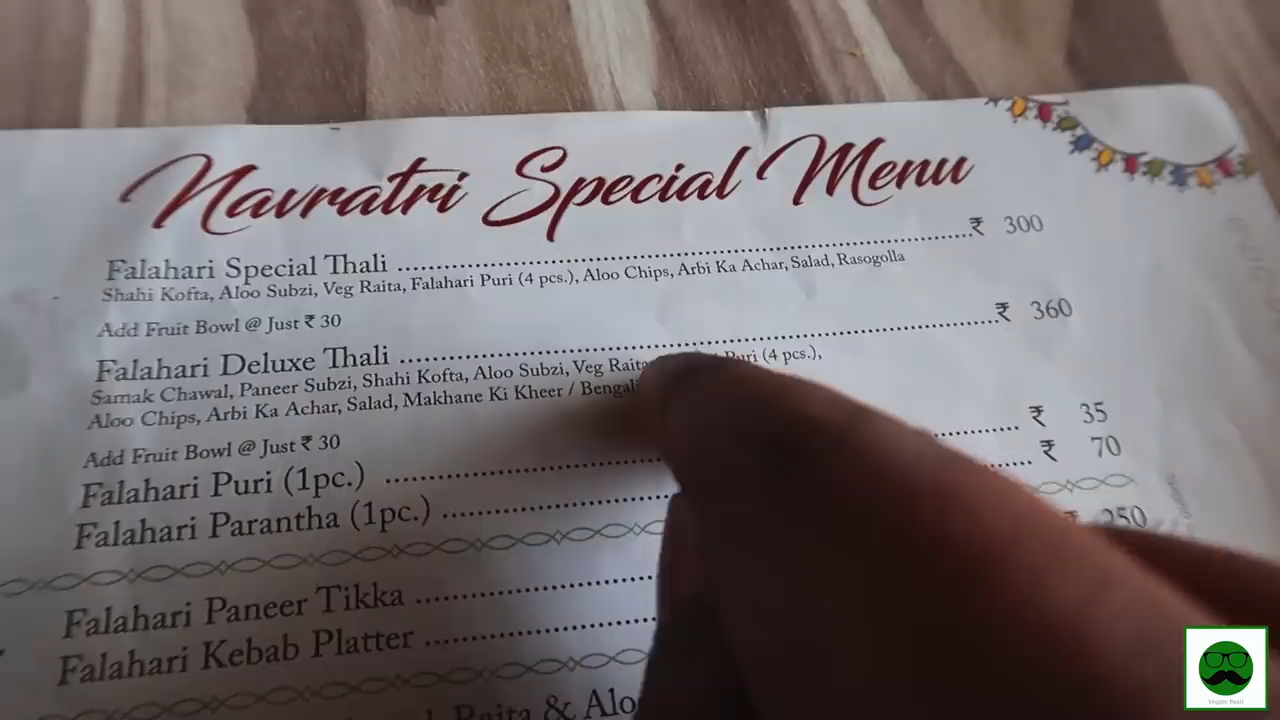 Navratri Special Menu
Falahari Special Thali ........................ ₹ 300
Shahi Kofta, Aloo Subzi, Veg Raita, Falahari Puri (4 pcs.), Aloo Chips, Arbi Ka Achar, Salad, Rasogolla
Add Fruit Bowl @ Just ₹ 30
Falahari Deluxe Thali ........................ ₹ 360
Samak Chawal, Paneer Subzi, Shahi Kofta, Aloo Subzi, Veg Raita Puri (4 pcs.),
Aloo Chips, Arbi Ka Achar, Salad, Makhane Ki Kheer / Bengali
Add Fruit Bowl @ Just ₹ 30
Falahari Puri (1pc.) ........................ ₹ 35
Falahari Parantha (1pc.) ........................ ₹ 70
Falahari Paneer Tikka ........................ ₹ 250
Falahari Kebab Platter ........................
Raita & Alo
Veggie Paaji